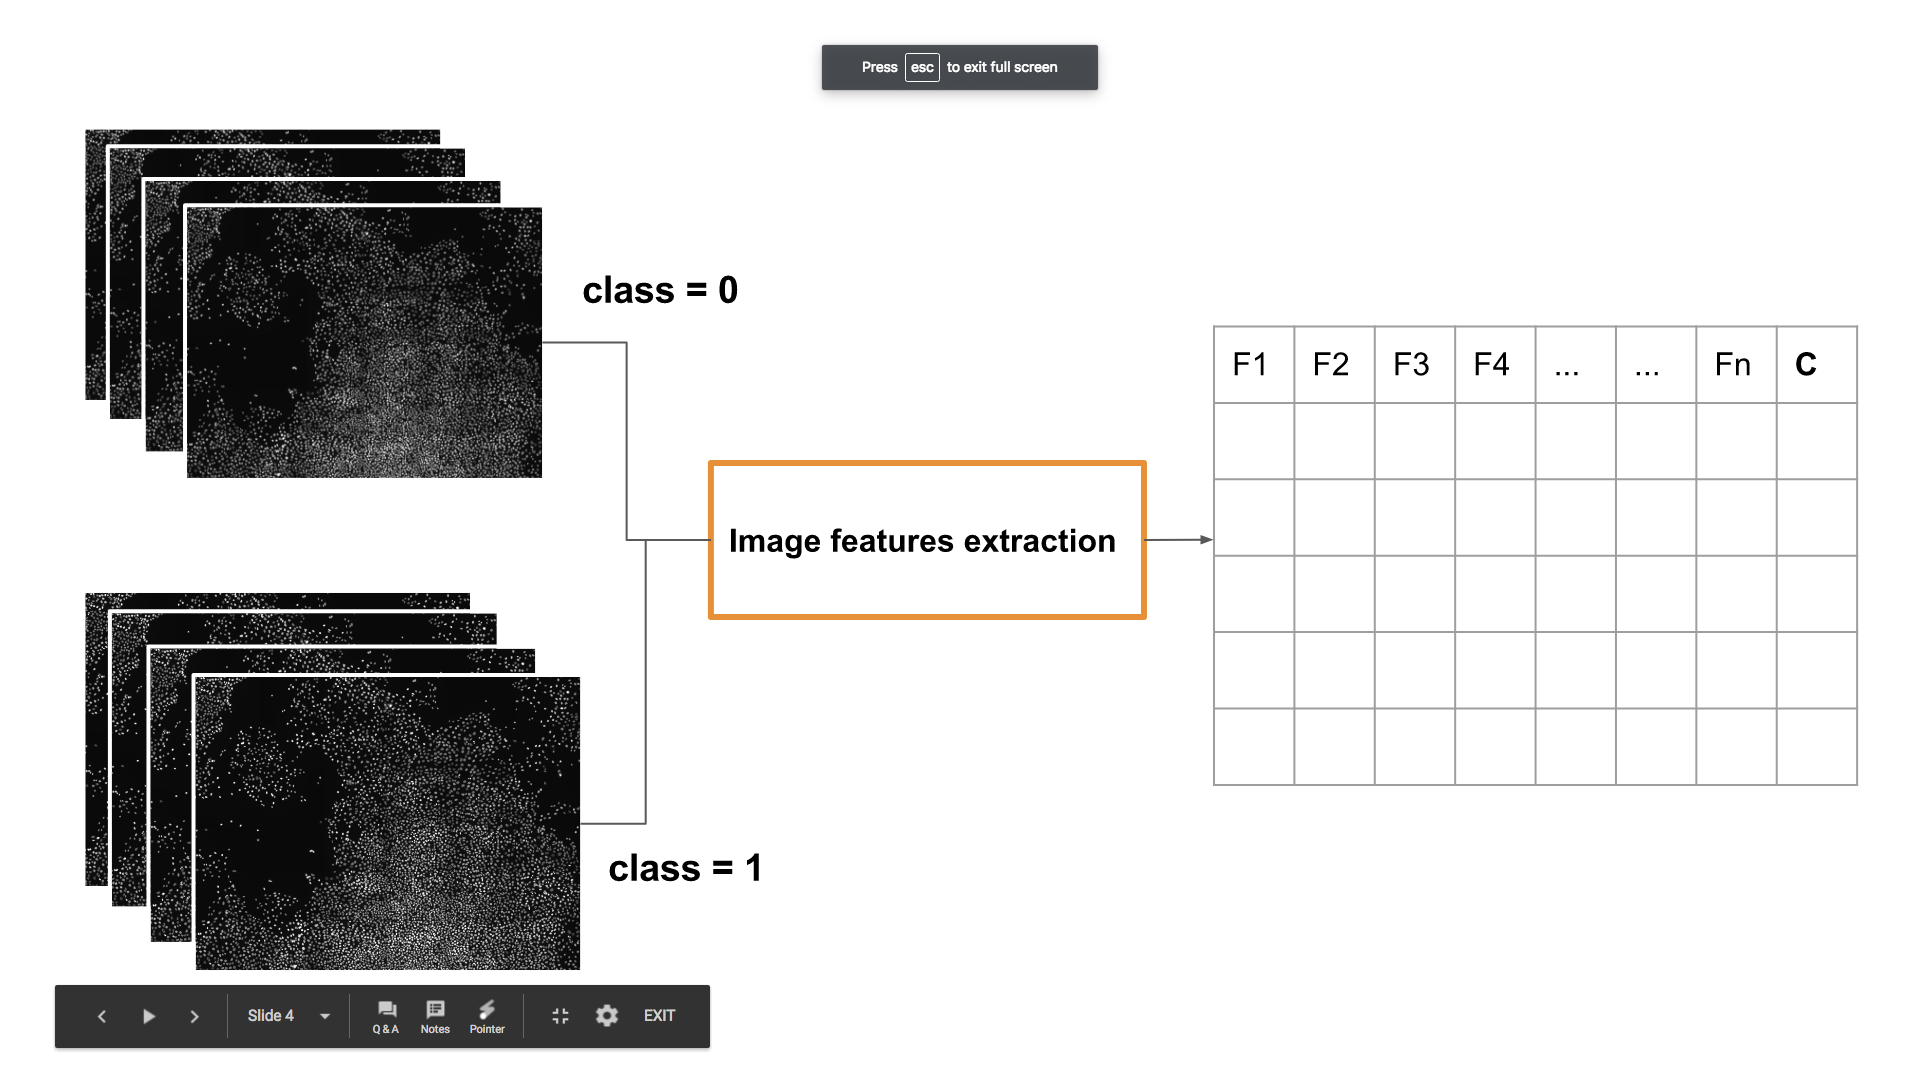 Press esc to exit full screen
class = 0
F1 F2 F3 F4 ... ... Fn C
Image features extraction
class = 1
Slide 4 Q & A Notes Pointer EXIT